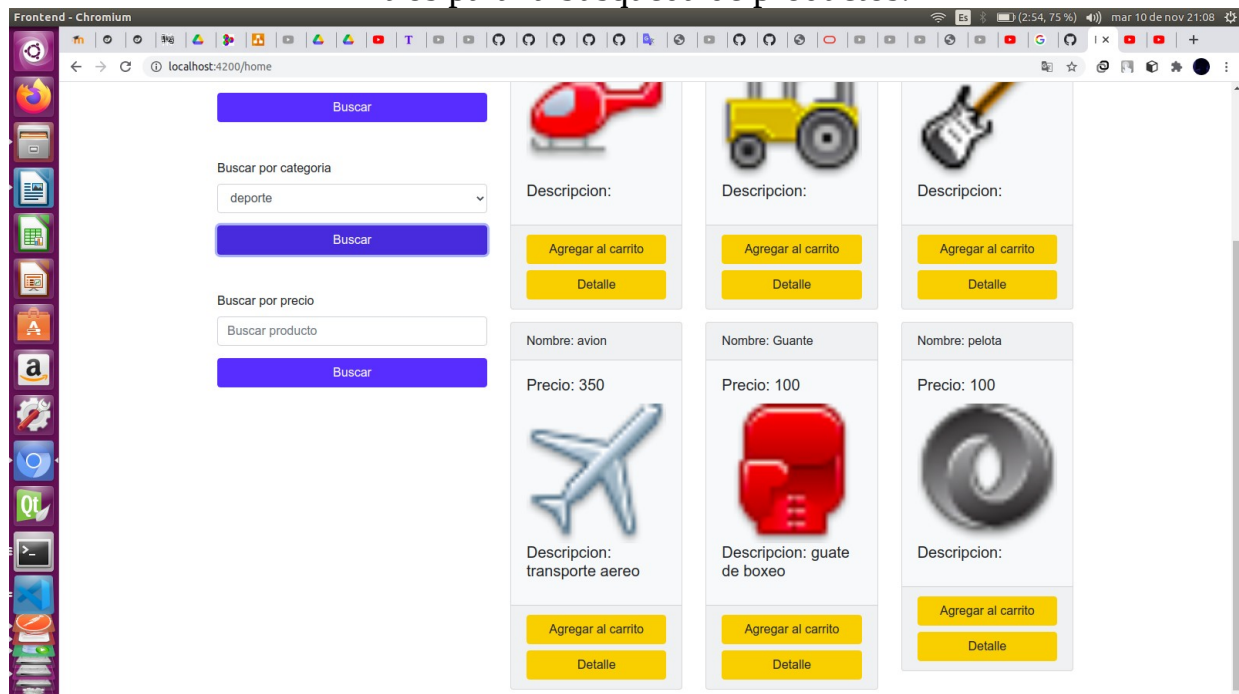 Frontend - Chromium
Es
(2:54, 75 %)
mar 10 de nov 21:08
localhost:4200/home
Buscar
Buscar por categoria
deporte
Buscar
Buscar por precio
Buscar producto
Buscar
Descripcion:
Agregar al carrito
Detalle
Descripcion:
Agregar al carrito
Detalle
Descripcion:
Agregar al carrito
Detalle
Nombre: avion
Precio: 350
Descripcion:
transporte aereo
Agregar al carrito
Detalle
Nombre: Guante
Precio: 100
Descripcion: guate
de boxeo
Agregar al carrito
Detalle
Nombre: pelota
Precio: 100
Descripcion:
Agregar al carrito
Detalle